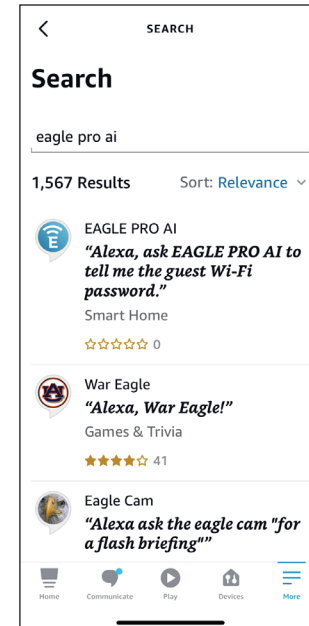 SEARCH
Search
eagle pro ai
1,567 Results Sort: Relevance
EAGLE PRO AI
“Alexa, ask EAGLE PRO AI to
tell me the guest Wi-Fi
password.”
Smart Home
0
War Eagle
“Alexa, War Eagle!”
Games & Trivia
41
Eagle Cam
“Alexa ask the eagle cam "for
a flash briefing"”
Home Communicate Play Devices More